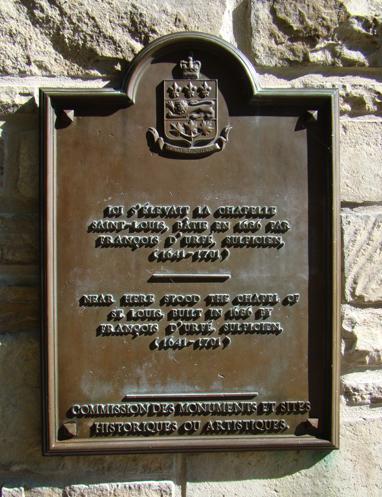 ICI S'ÉLEVAIT LA CHAPELLE
SAINT-LOUIS, BÂTIE EN 1686 PAR
FRANÇOIS D'URFÉ, SULPICIEN,
(1641-1701)
NEAR HERE STOOD THE CHAPEL OF
ST. LOUIS, BUILT IN 1686 BY
FRANÇOIS D'URFÉ, SULPICIEN,
(1641-1701)
COMMISSION DES MONUMENTS ET SITES
HISTORIQUES OU ARTISTIQUES.